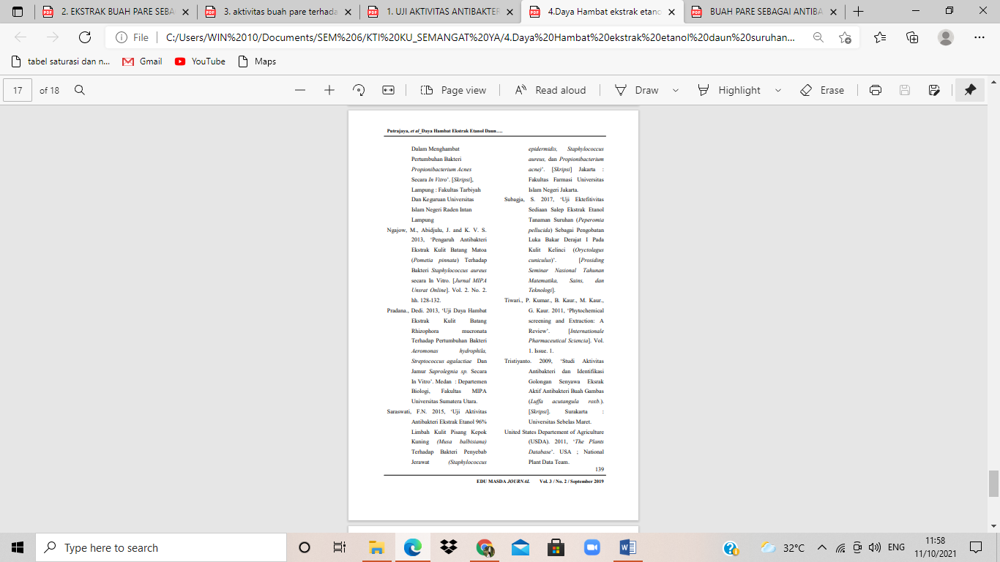 2. EKSTRAK BUAH PARE SEBA
3. aktivitas buah pare terhada
1. UJI AKTIVITAS ANTIBAKTER
4.Daya Hambat ekstrak etano
BUAH PARE SEBAGAI ANTIBA
File
C:/Users/WIN%2010/Documents/SEM%206/KTI%20KU_SEMANGAT%20YA/4.Daya%20Hambat%20ekstrak%20etanol%20daun%20suruhan...
tabel saturasi dan n...
Gmail
YouTube
Maps
17 of 18
Page view
Read aloud
Draw
Highlight
Erase
Putrajaya, et al_Daya Hambat Ekstrak Etanol Daun….
Dalam Menghambat
Pertumbuhan Bakteri
Propionibacterium Acnes
Secara In Vitro’. [Skripsi],
Lampung : Fakultas Tarbiyah
Dan Keguruan Universitas
Islam Negeri Raden Intan
Lampung
Ngajow, M., Abidjulu, J. and K. V. S.
2013, ‘Pengaruh Antibakteri
Ekstrak Kulit Batang Matoa
(Pometia pinnata) Terhadap
Bakteri Staphylococcus aureus
secara In Vitro. [Jurnal MIPA
Unsrat Online]. Vol. 2. No. 2.
hh. 128-132.
Pradana., Dedi. 2013, ‘Uji Daya Hambat
Ekstrak Kulit Batang
Rhizophora mucronata
Terhadap Pertumbuhan Bakteri
Aeromonas hydrophila,
Streptococcus agalactiae Dan
Jamur Saprolegnia sp. Secara
In Vitro’. Medan : Departemen
Biologi, Fakultas MIPA
Universitas Sumatera Utara.
Saraswati, F.N. 2015, ‘Uji Aktivitas
Antibakteri Ekstrak Etanol 96%
Limbah Kulit Pisang Kepok
Kuning (Musa balbisiana)
Terhadap Bakteri Penyebab
Jerawat (Staphylococcus
epidermidis, Staphylococcus
aureus, dan Propionibacterium
acne)’. [Skripsi] Jakarta :
Fakultas Farmasi Universitas
Islam Negeri Jakarta.
Subagja, S. 2017, ‘Uji Ektefitivitas
Sediaan Salep Ekstrak Etanol
Tanaman Suruhan (Peperomia
pellucida) Sebagai Pengobatan
Luka Bakar Derajat I Pada
Kulit Kelinci (Oryctolagus
cuniculus)’. [Prosiding
Seminar Nasional Tahunan
Matematika, Sains, dan
Teknologi].
Tiwari., P. Kumar., B. Kaur., M. Kaur.,
G. Kaur. 2011, ‘Phytochemical
screening and Extraction: A
Review’. [Internationale
Pharmaceutical Sciencia]. Vol.
1. Issue. 1.
Tristiyanto. 2009, ‘Studi Aktivitas
Antibakteri dan Identifikasi
Golongan Senyawa Eksrak
Aktif Antibakteri Buah Gambas
(Luffa acutangula roxb.).
[Skripsi]. Surakarta :
Universitas Sebelas Maret.
United States Departement of Agriculture
(USDA). 2011, ‘The Plants
Database’. USA ; National
Plant Data Team.
139
EDU MASDA JOURNAL Vol. 3 / No. 2 / September 2019
Type here to search
32°C
ENG
11:58
11/10/2021